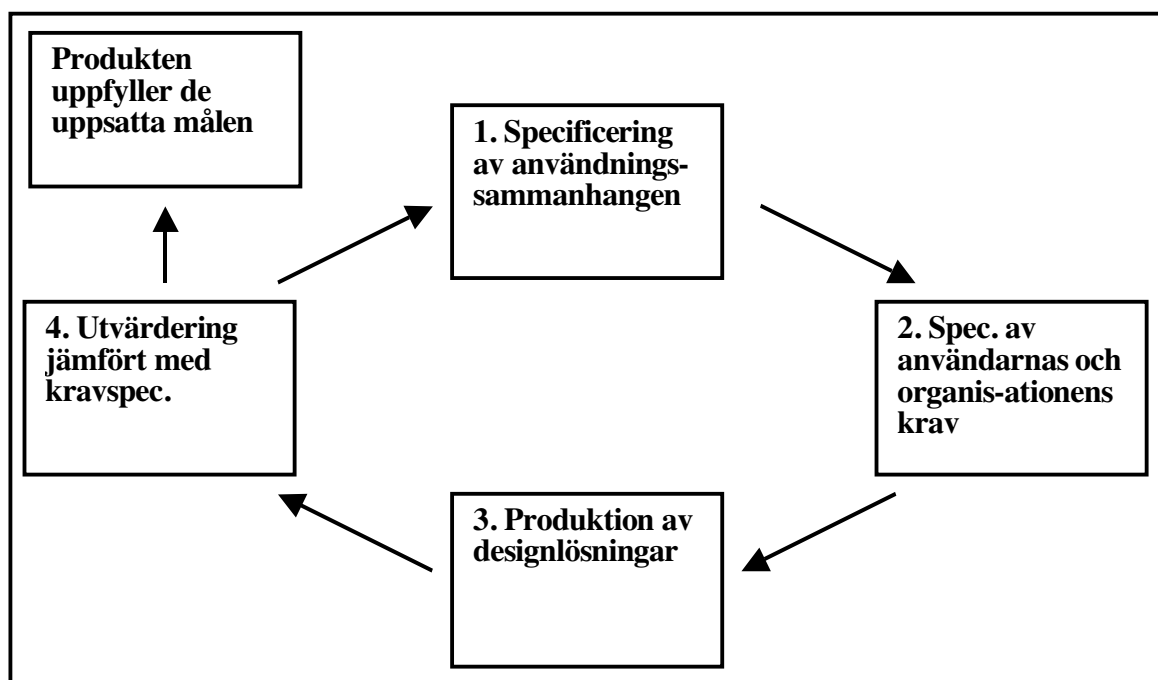 Produkten
uppfyller de
uppsatta målen
1. Specificering
av användnings-
sammanhangen
4. Utvärdering
jämfört med
kravspec.
2. Spec. av
användarnas och
organis-ationens
krav
3. Produktion av
designlösningar